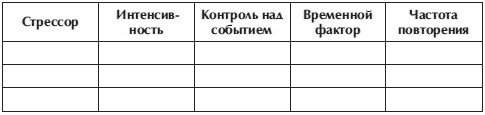 Стрессор
Интенсив-
ность
Контроль над
событием
Временной
фактор
Частота
повторения